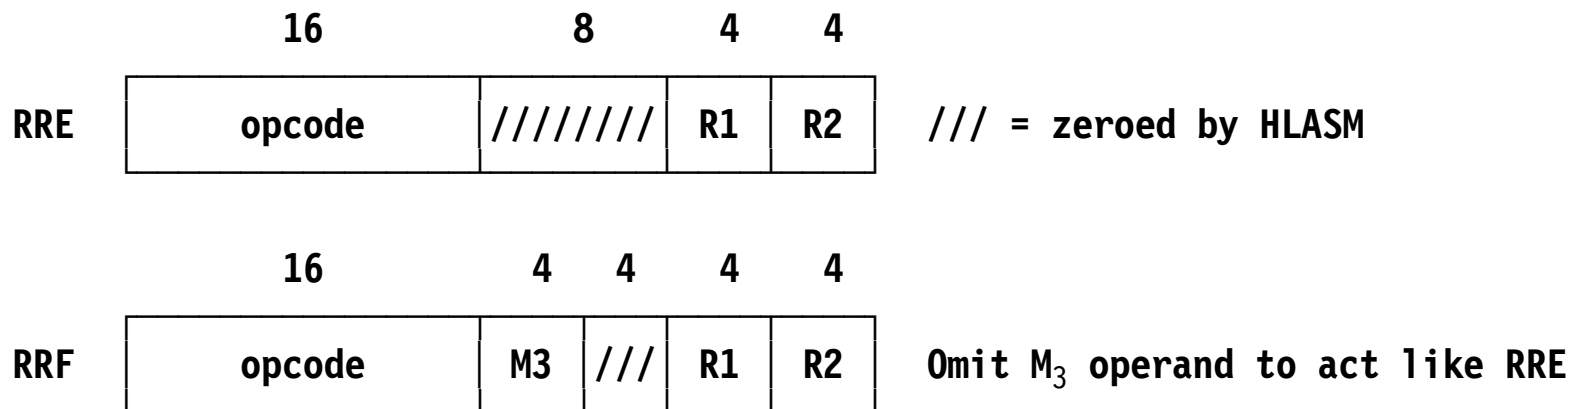 16 8 4 4
RRE opcode //////// R1 R2 /// = zeroed by HLASM
16 4 4 4 4
RRF opcode M3 /// R1 R2 Omit M₃ operand to act like RRE